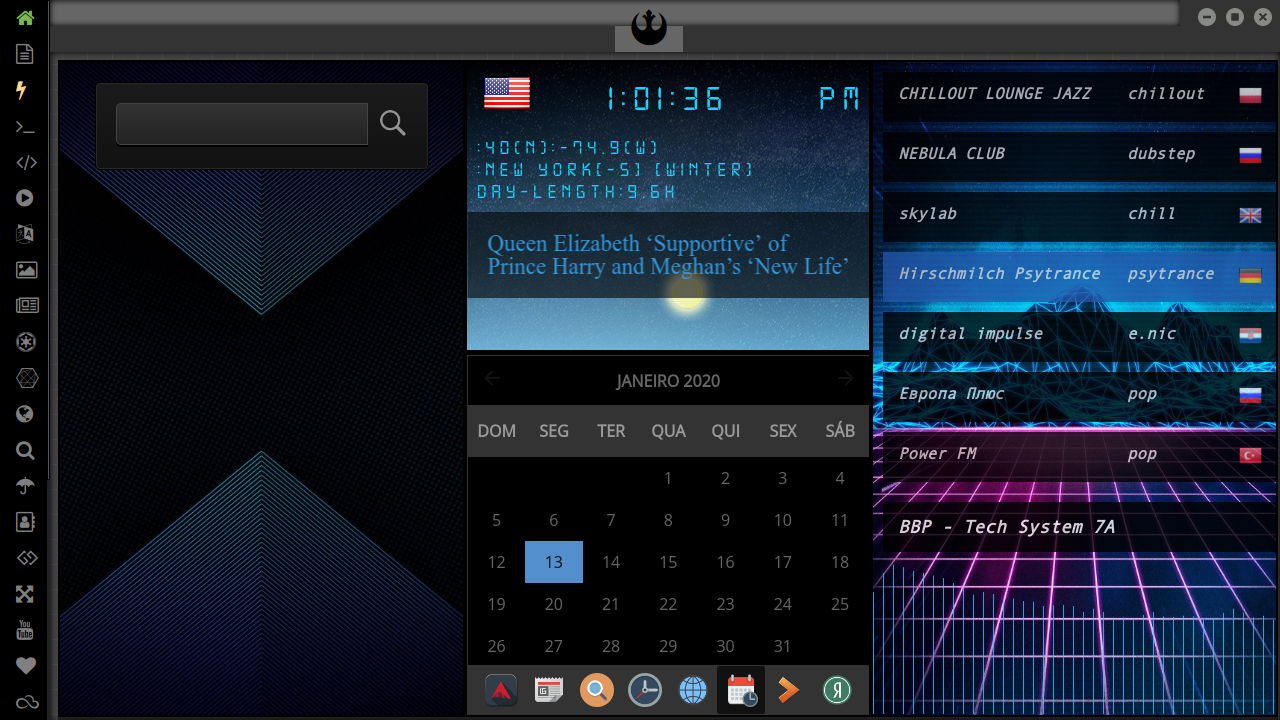 1:01:36 PM
:40(N):-74.9(W)
:NEW YORK[-5] (WINTER)
DAY-LENGTH:9.6H
Queen Elizabeth ‘Supportive’ of
Prince Harry and Meghan’s ‘New Life’
JANEIRO 2020
DOM SEG TER QUA QUI SEX SÁB
1 2 3 4
5 6 7 8 9 10 11
12 13 14 15 16 17 18
19 20 21 22 23 24 25
26 27 28 29 30 31
CHILLOUT LOUNGE JAZZ chillout
NEBULA CLUB dubstep
skylab chill
Hirschmilch Psytrance psytrance
digital impulse e.nic
Европа Плюс pop
Power FM pop
BBP - Tech System 7A
You
Tube
Я